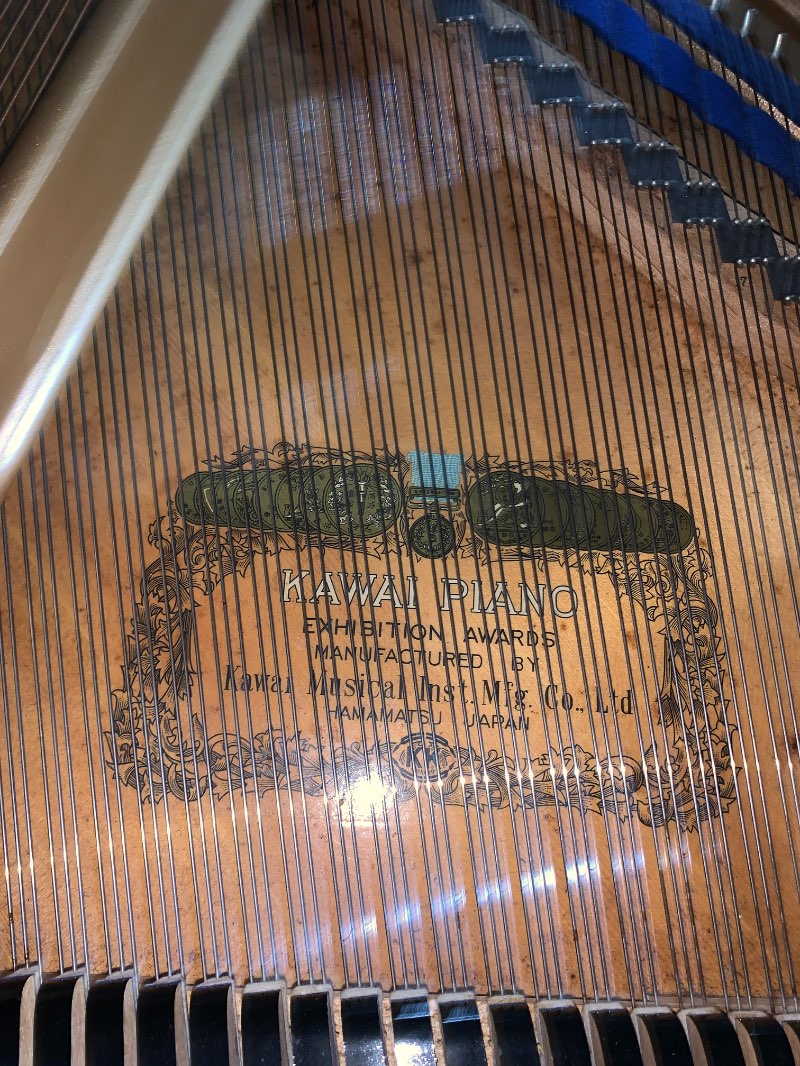 KAWAI PIANO
EXHIBITION AWARDS
MANUFACTURED BY
Kawai Musical Inst. Mfg. Co., Ltd
HAMAMATSU JAPAN